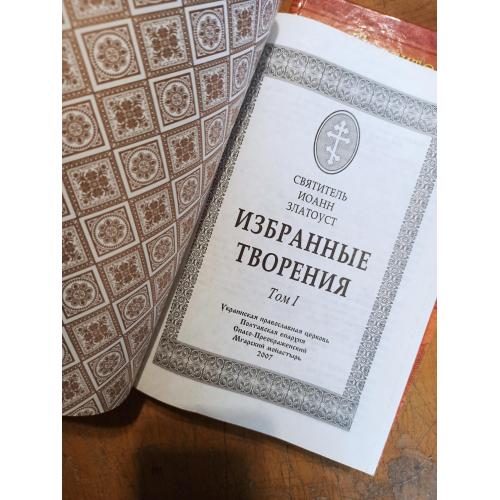 СВЯТИТЕЛЬ
ИОАНН
ЗЛАТОУСТ
ИЗБРАННЫЕ
ТВОРЕНИЯ
Том I
Украинская православная церковь
Полтавская епархия
Спасо-Преображенский
Мгарский монастырь
2007